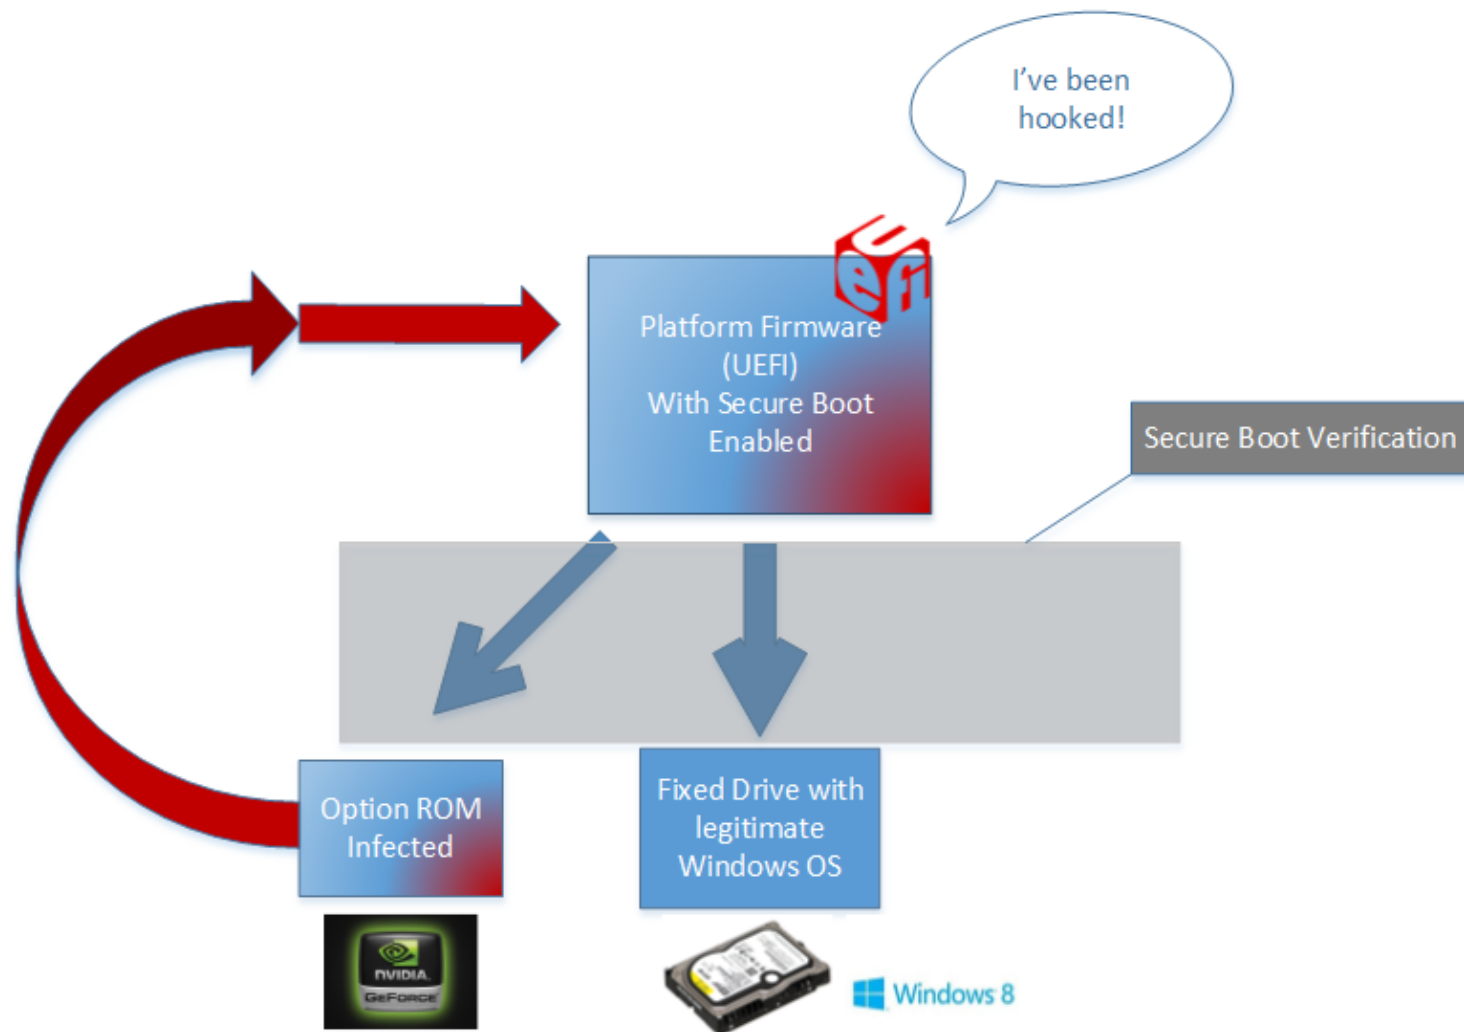 I've been
hooked!
uefi
Platform Firmware
(UEFI)
With Secure Boot
Enabled
Secure Boot Verification
Option ROM
Infected
Fixed Drive with
legitimate
Windows OS
NVIDIA.
GEFORCE
Windows 8